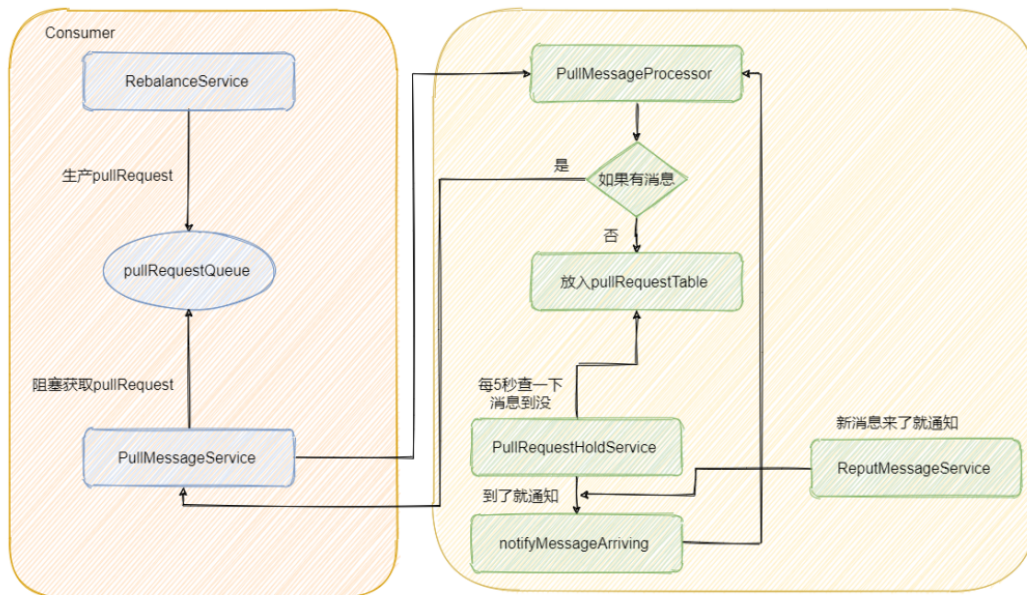 Consumer
RebalanceService
生产pullRequest
pullRequestQueue
阻塞获取pullRequest
PullMessageService
PullMessageProcessor
是
如果有消息
否
放入pullRequestTable
每5秒查一下
消息到没
PullRequestHoldService
新消息来了就通知
ReputMessageService
到了就通知
notifyMessageArriving